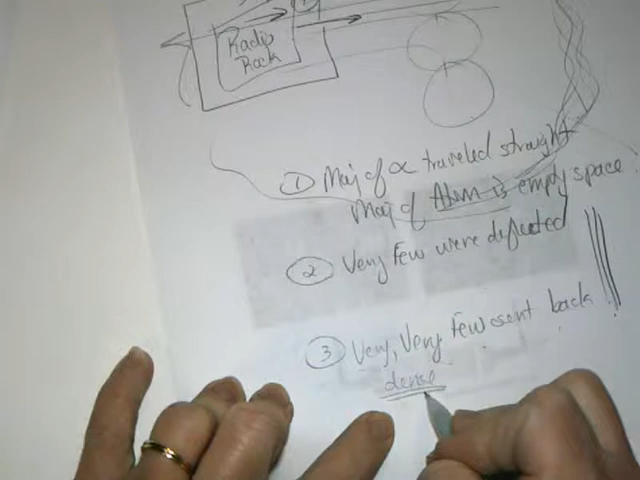 Radio
Rock
① Maj of α traveled straight
Maj of Atom is empty space.
② Very few were deflected
③ Very, Very few sent back
dense